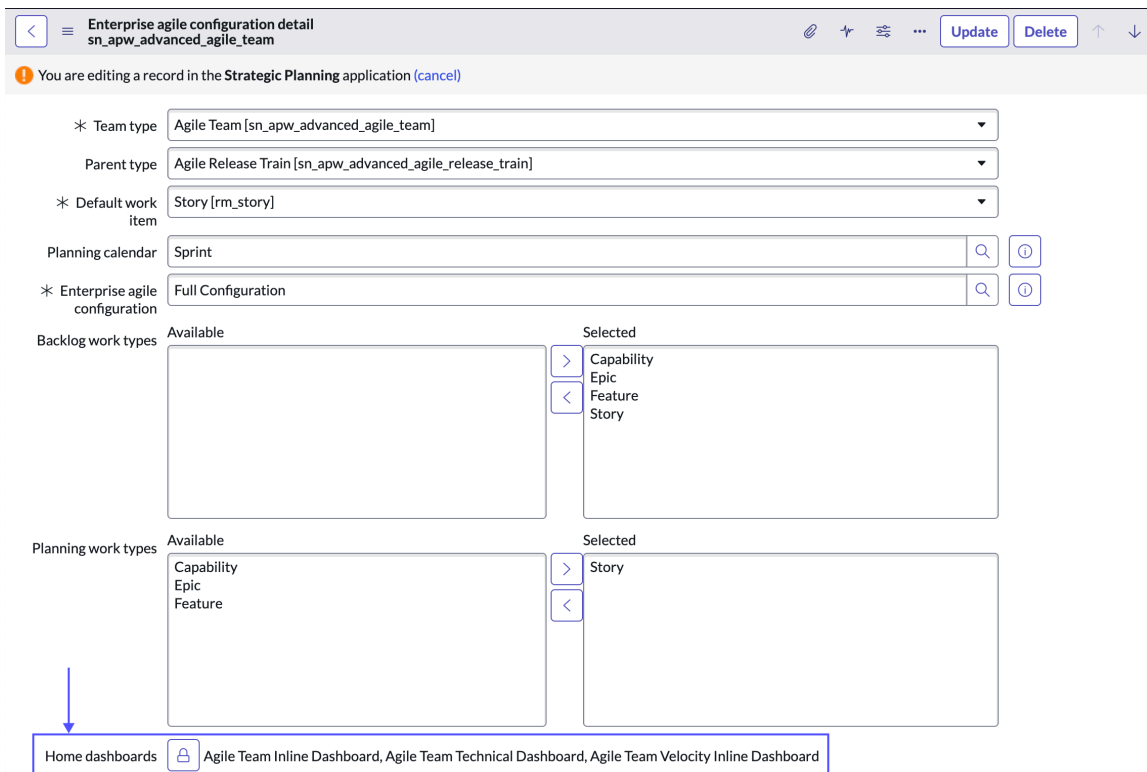 Enterprise agile configuration detail
sn_apw_advanced_agile_team
Update
Delete
You are editing a record in the Strategic Planning application (cancel)
Team type
Agile Team [sn_apw_advanced_agile_team]
Parent type
Agile Release Train [sn_apw_advanced_agile_release_train]
Default work
item
Story [rm_story]
Planning calendar
Sprint
Enterprise agile
configuration
Full Configuration
Backlog work types
Available
Selected
Capability
Epic
Feature
Story
Planning work types
Available
Capability
Epic
Feature
Selected
Story
Home dashboards
Agile Team Inline Dashboard, Agile Team Technical Dashboard, Agile Team Velocity Inline Dashboard